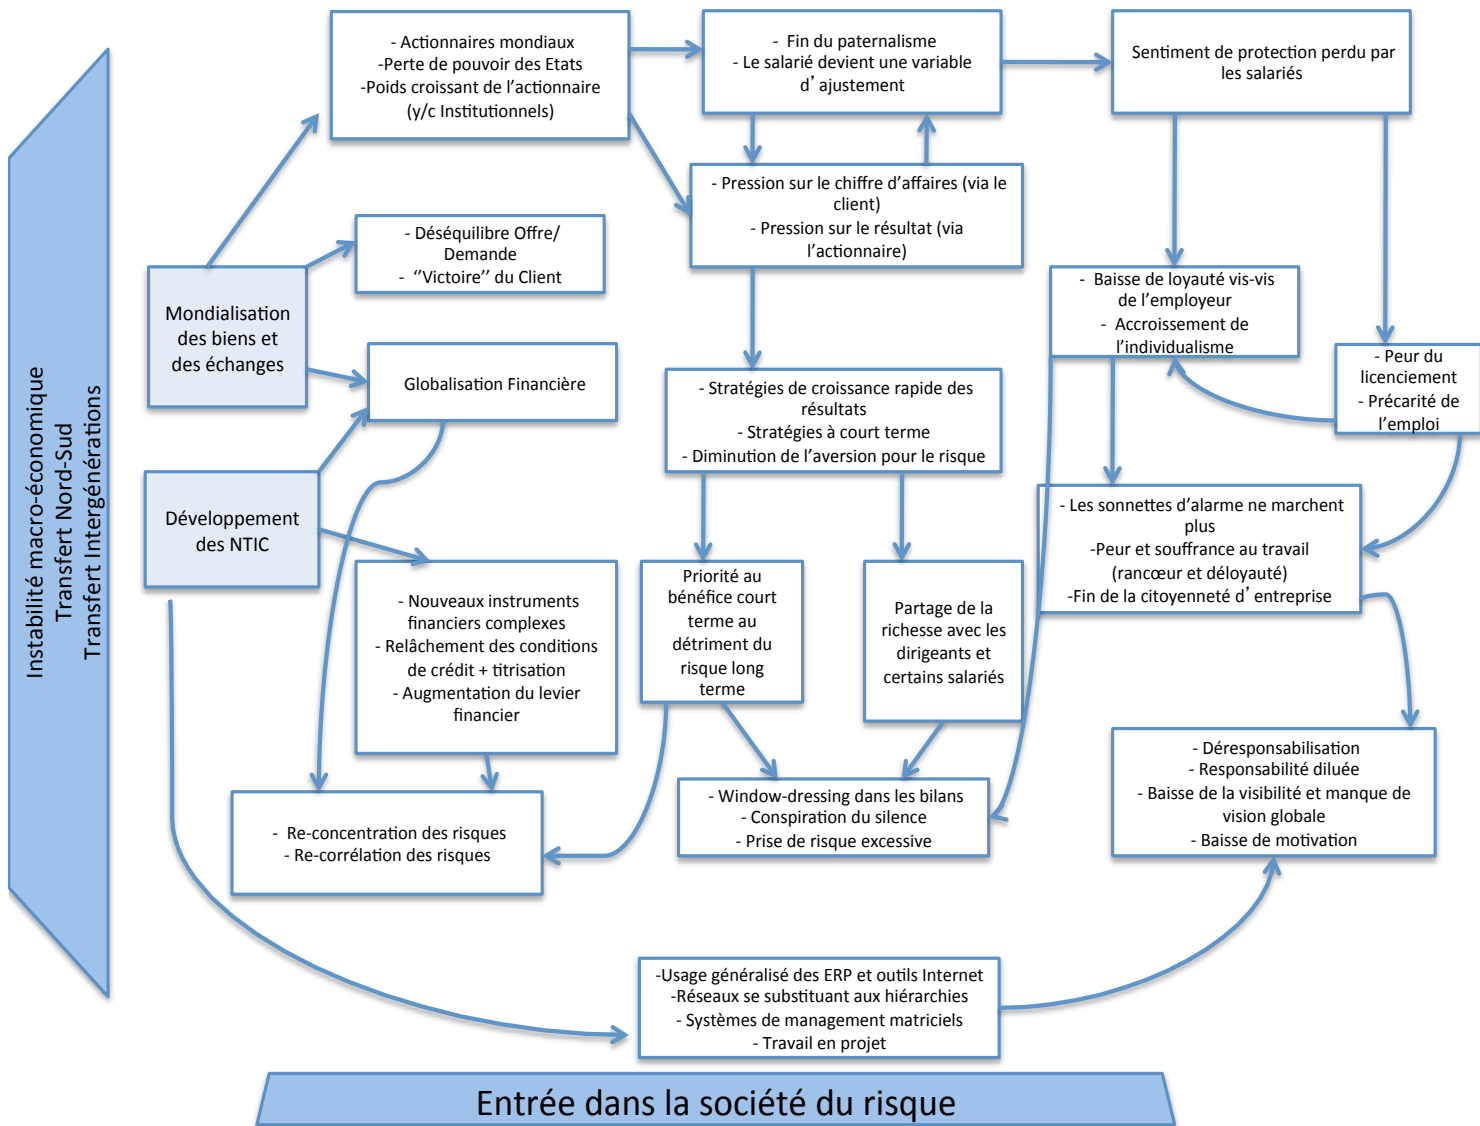 Instabilité macro-économique
Transfert Nord-Sud
Transfert Intergénérations
- Actionnaires mondiaux
-Perte de pouvoir des Etats
-Poids croissant de l'actionnaire
(y/c Institutionnels)
- Fin du paternalisme
- Le salarié devient une variable
d'ajustement
Sentiment de protection perdu par
les salariés
- Pression sur le chiffre d'affaires (via le
client)
- Pression sur le résultat (via
l'actionnaire)
- Déséquilibre Offre/
Demande
- ‘’Victoire’’ du Client
Mondialisation
des biens et
des échanges
- Baisse de loyauté vis-vis
de l'employeur
- Accroissement de
l'individualisme
Globalisation Financière
- Peur du
licenciement
- Précarité de
l'emploi
- Stratégies de croissance rapide des
résultats
- Stratégies à court terme
- Diminution de l'aversion pour le risque
Développement
des NTIC
- Les sonnettes d'alarme ne marchent
plus
-Peur et souffrance au travail
(rancœur et déloyauté)
-Fin de la citoyenneté d'entreprise
- Nouveaux instruments
financiers complexes
- Relâchement des conditions
de crédit + titrisation
- Augmentation du levier
financier
Priorité au
bénéfice court
terme au
détriment du
risque long
terme
Partage de la
richesse avec les
dirigeants et
certains salariés
- Déresponsabilisation
- Responsabilité diluée
- Baisse de la visibilité et manque de
vision globale
- Baisse de motivation
- Re-concentration des risques
- Re-corrélation des risques
- Window-dressing dans les bilans
- Conspiration du silence
- Prise de risque excessive
-Usage généralisé des ERP et outils Internet
-Réseaux se substituant aux hiérarchies
- Systèmes de management matriciels
- Travail en projet
Entrée dans la société du risque